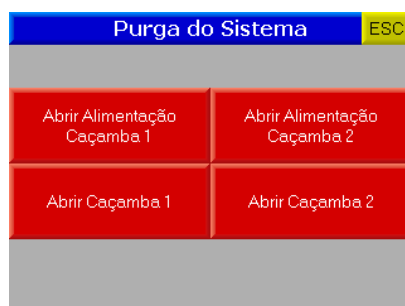 Purga do Sistema ESC
Abrir Alimentação Abrir Alimentação
Caçamba 1 Caçamba 2
Abrir Caçamba 1 Abrir Caçamba 2